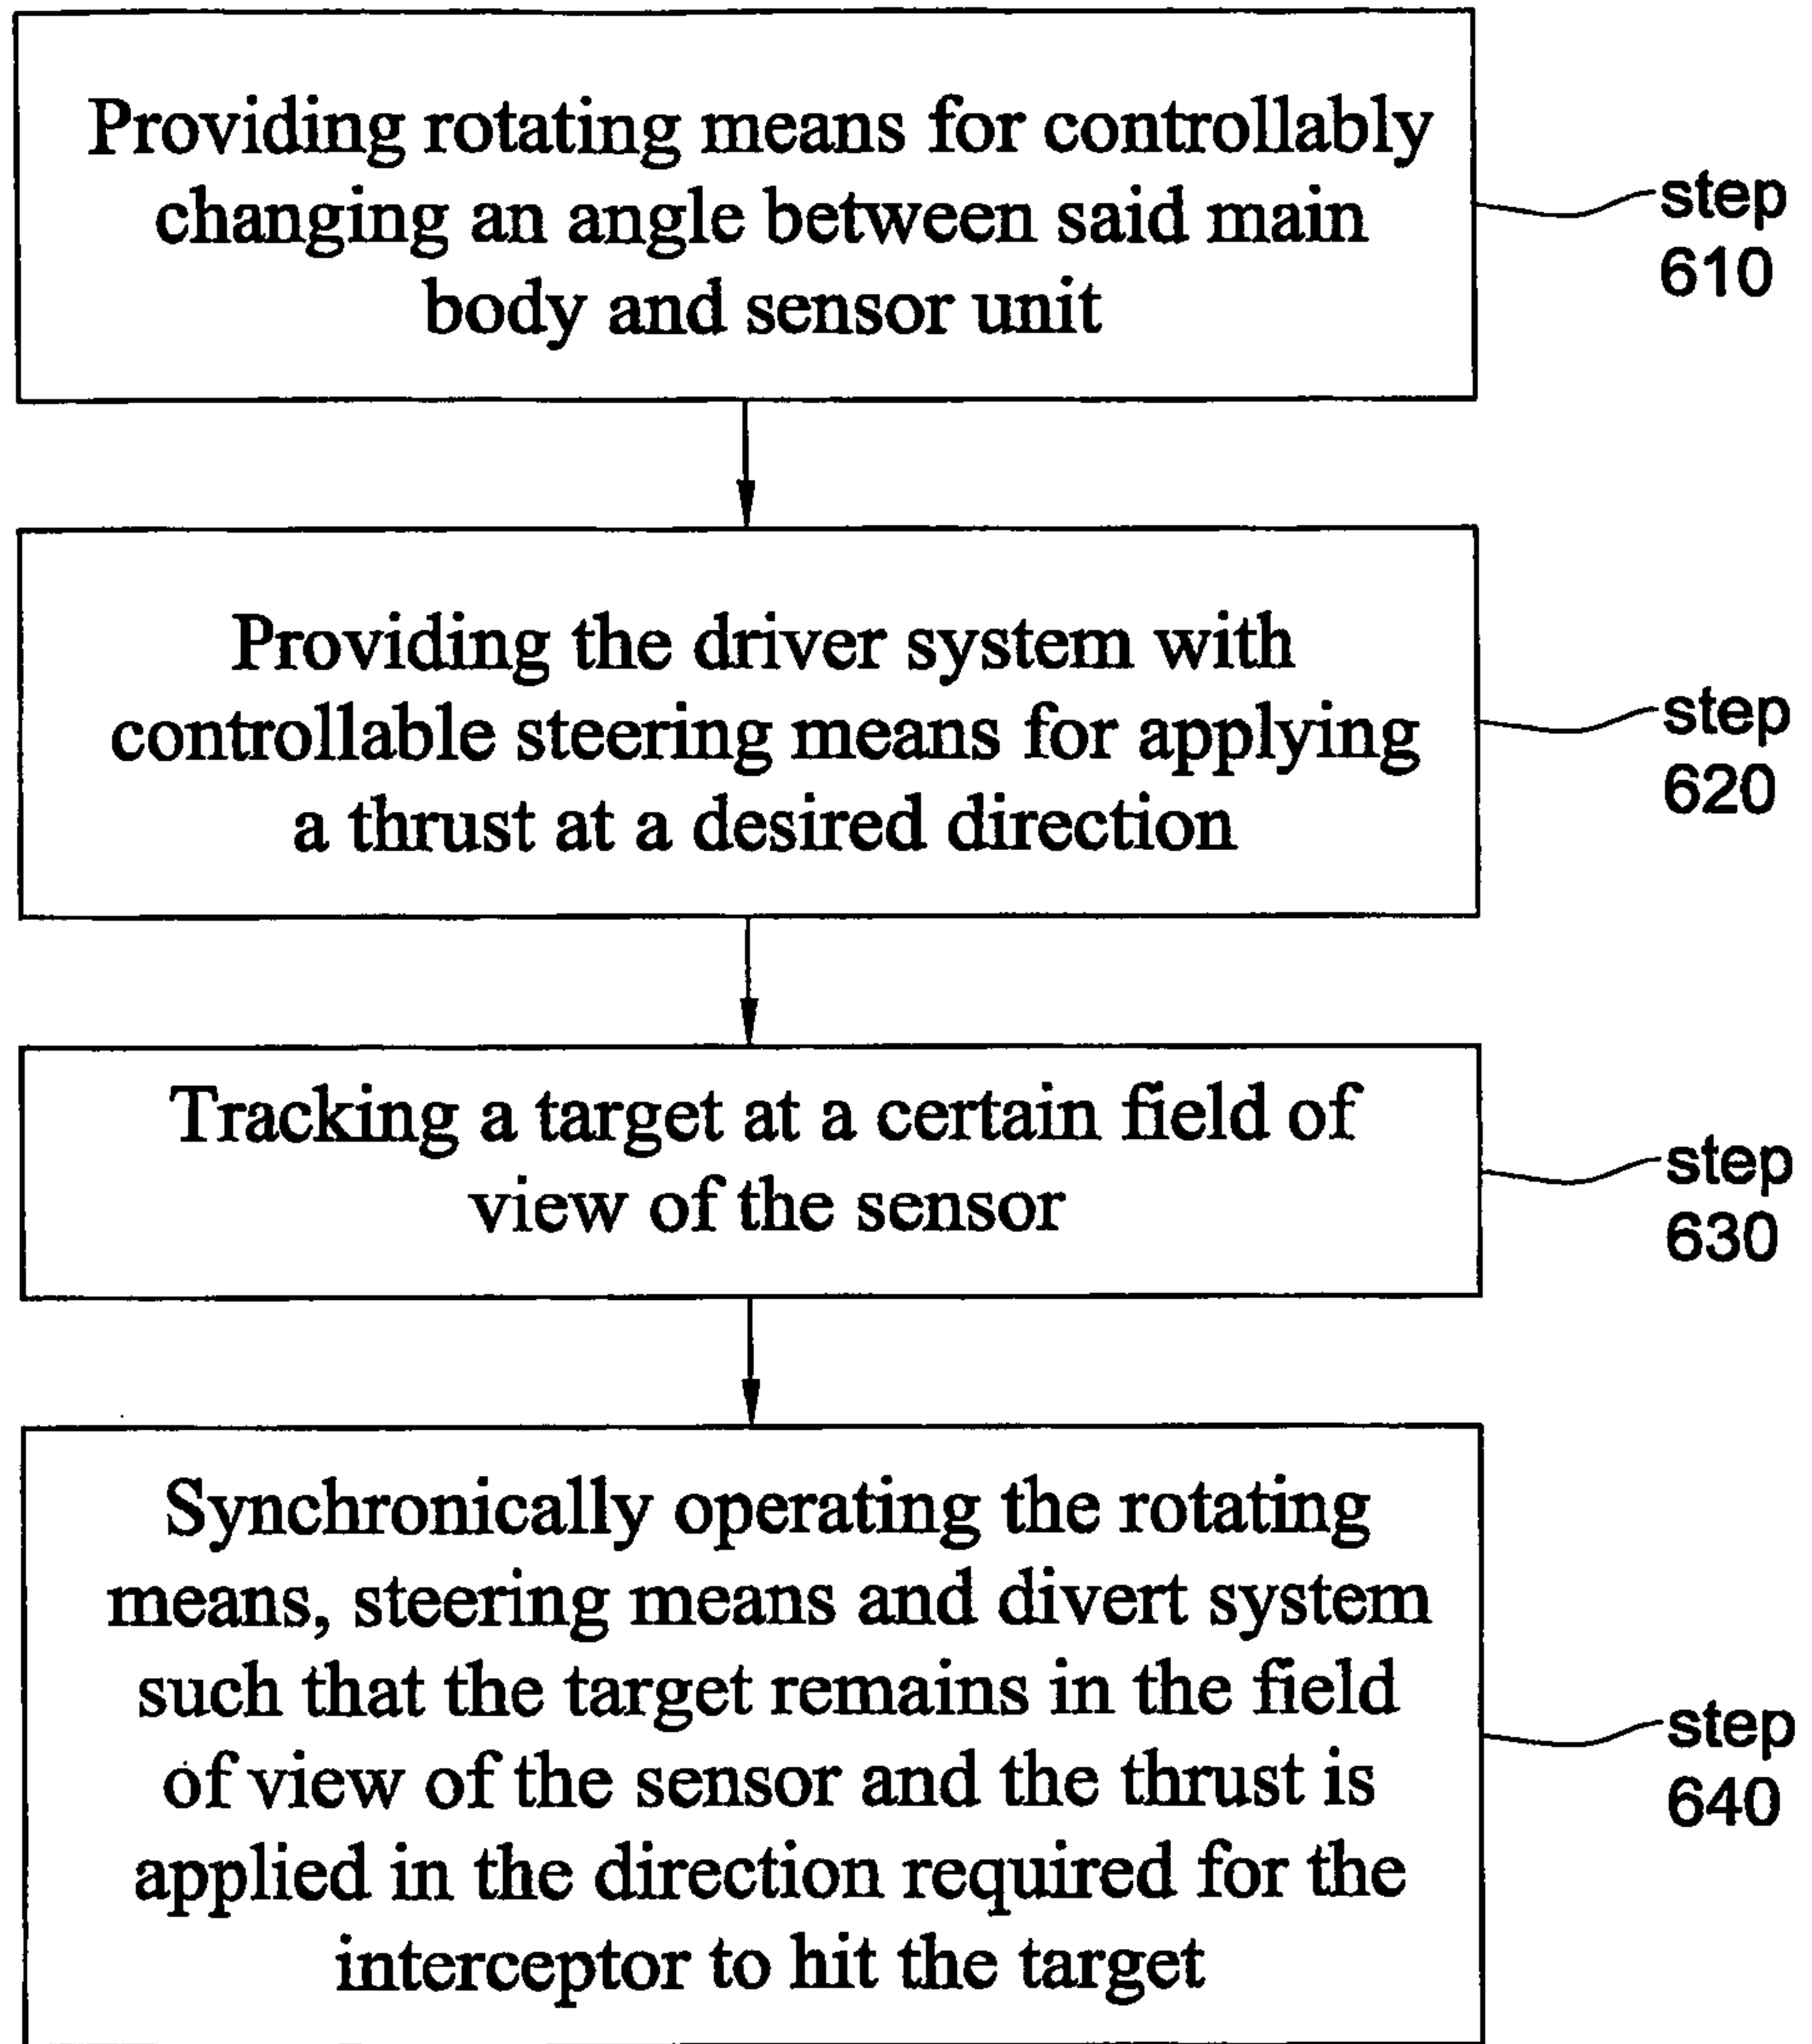 Providing rotating means for controllably
changing an angle between said main
body and sensor unit
step
610
Providing the driver system with
controllable steering means for applying
a thrust at a desired direction
step
620
Tracking a target at a certain field of
view of the sensor
step
630
Synchronically operating the rotating
means, steering means and divert system
such that the target remains in the field
of view of the sensor and the thrust is
applied in the direction required for the
interceptor to hit the target
step
640